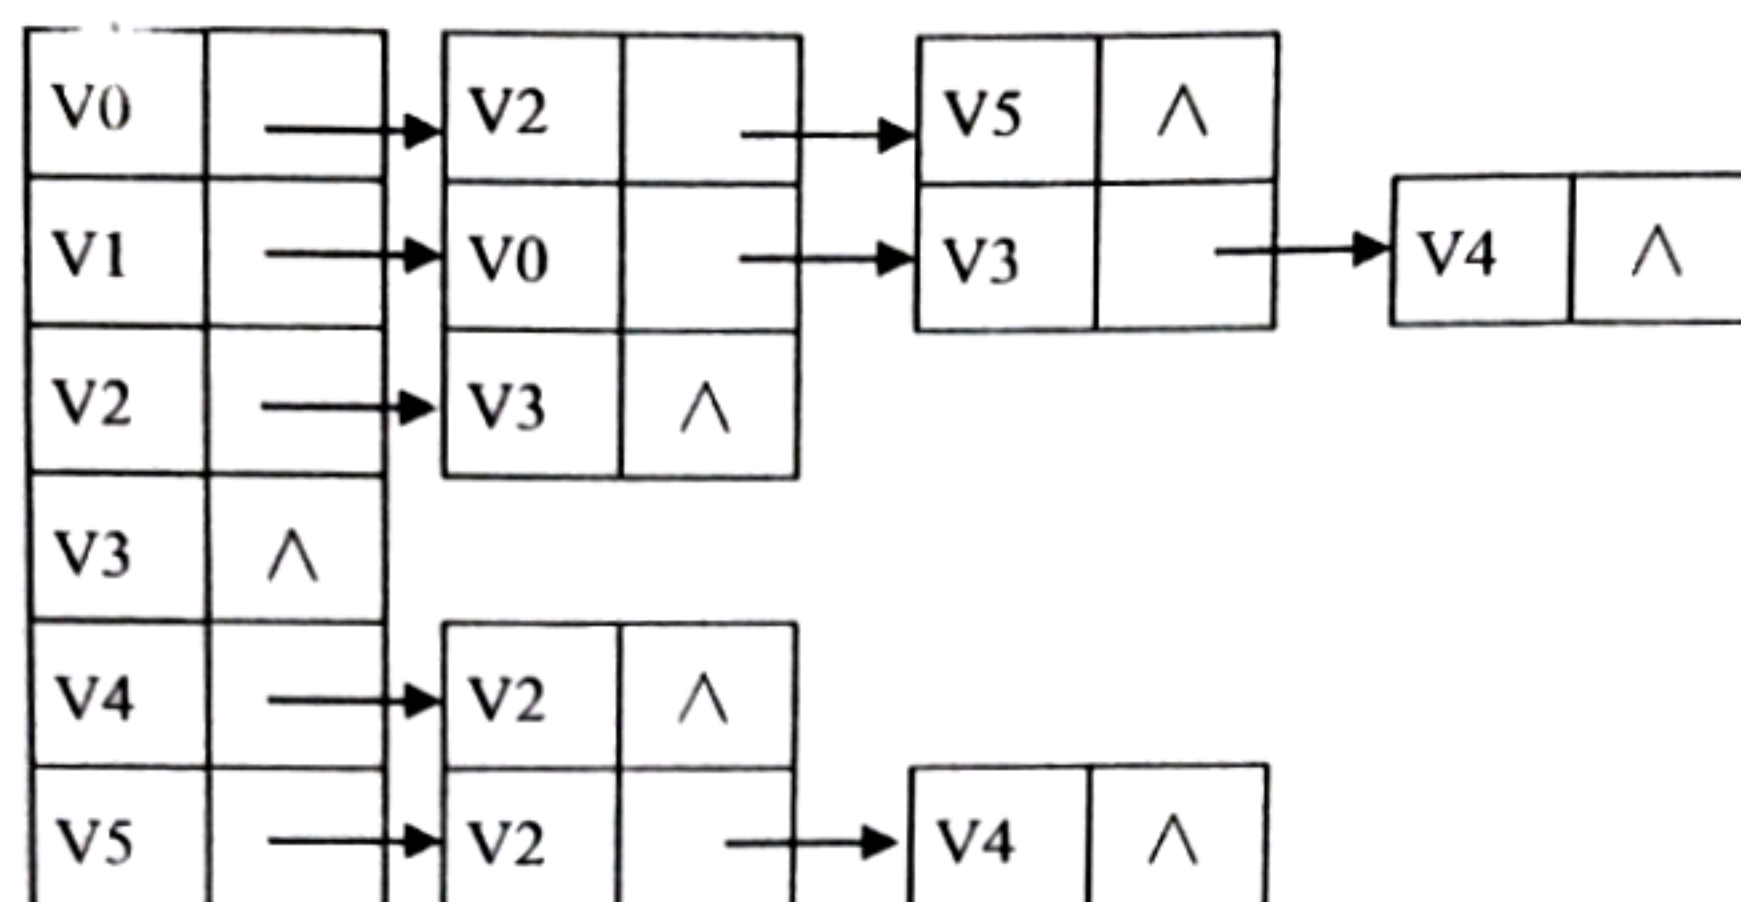 V0 V2 V5 ∧
V1 V0 V3 V4 ∧
V2 V3 ∧
V3 ∧
V4 V2 ∧
V5 V2 V4 ∧